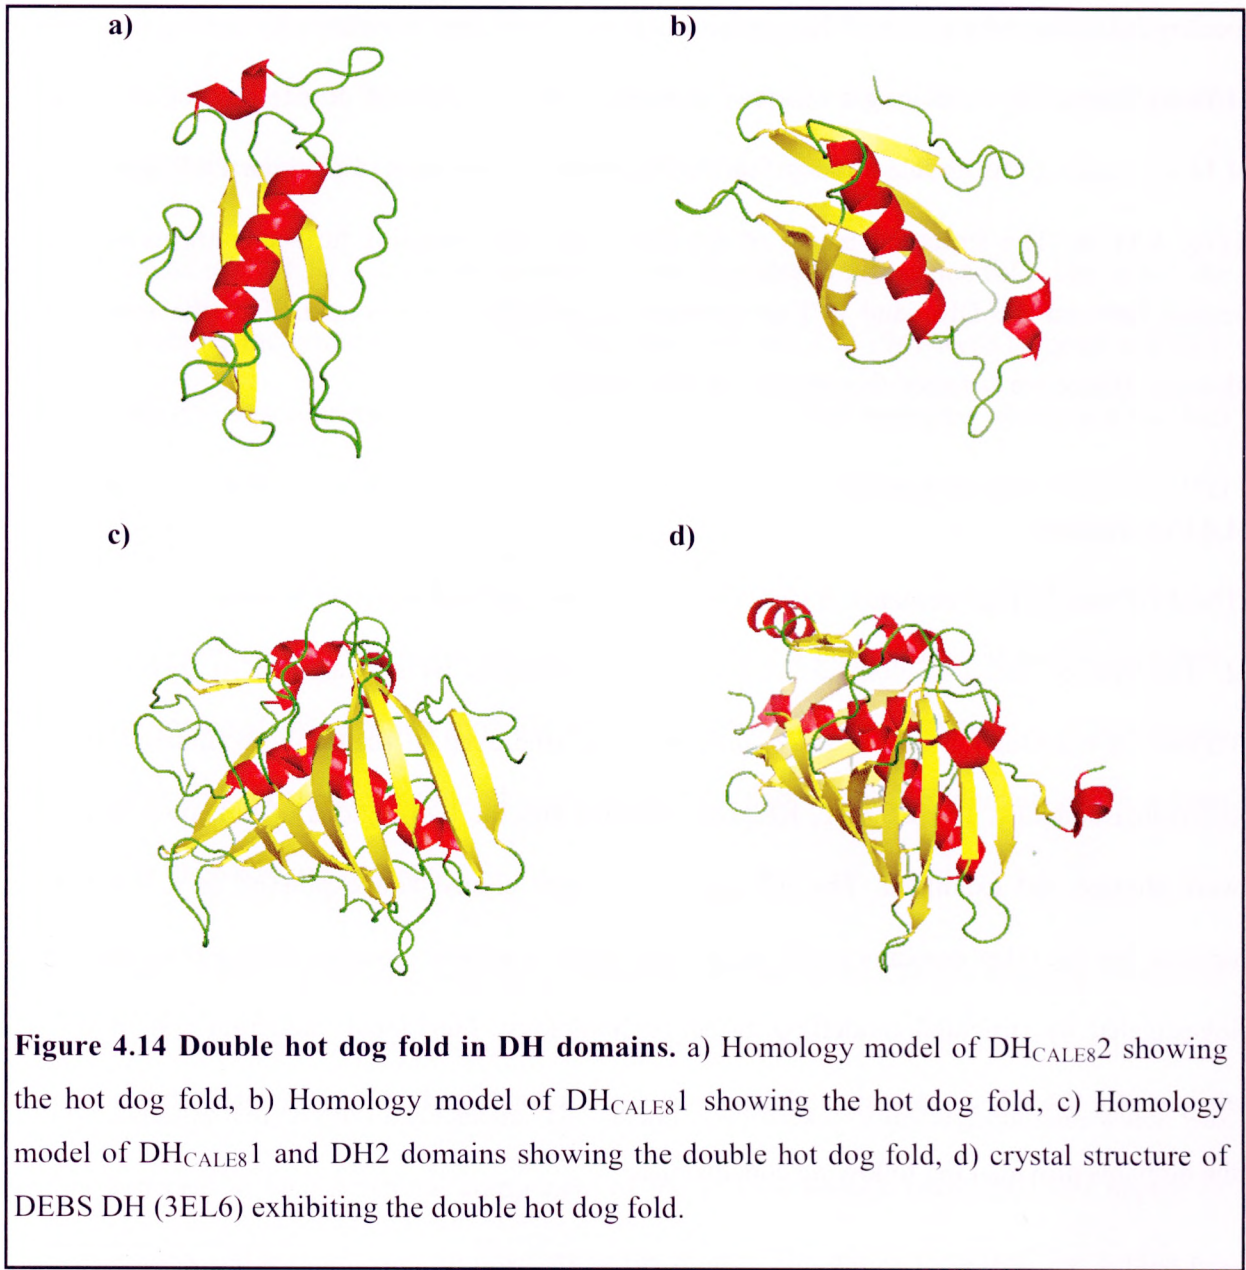 a)
b)
c)
d)
Figure 4.14 Double hot dog fold in DH domains. a) Homology model of DHCALE82 showing
the hot dog fold, b) Homology model of DHCALE81 showing the hot dog fold, c) Homology
model of DHCALE81 and DH2 domains showing the double hot dog fold, d) crystal structure of
DEBS DH (3EL6) exhibiting the double hot dog fold.